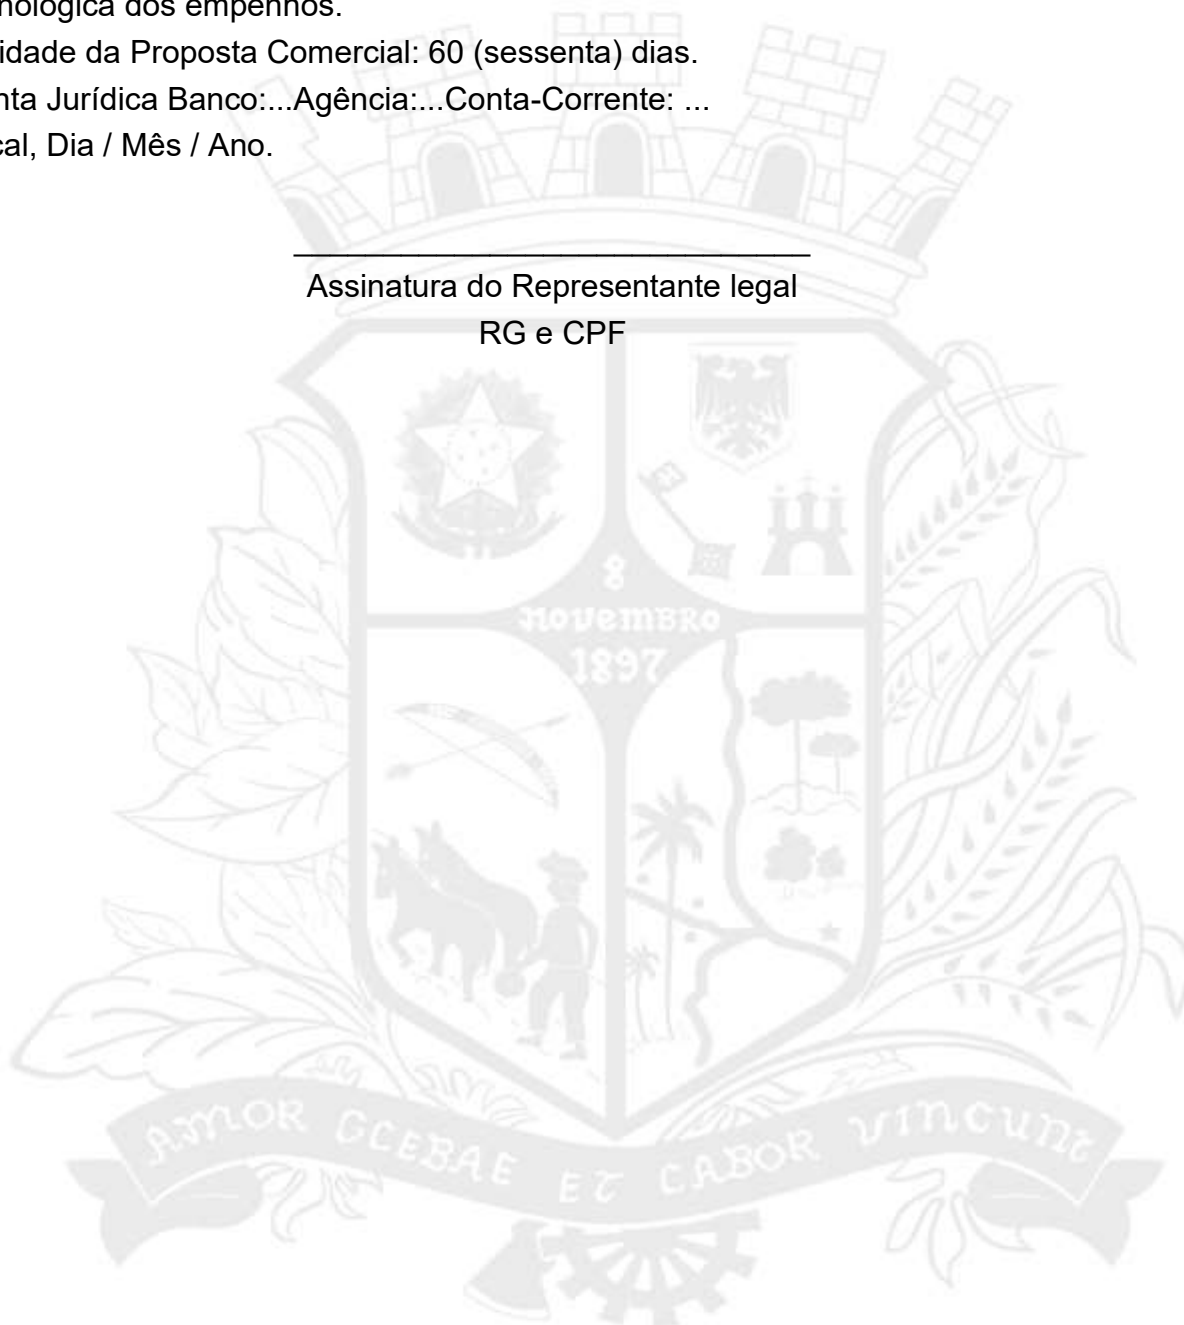 nológica dos empenhos.
idade da Proposta Comercial: 60 (sessenta) dias.
nta Jurídica Banco:...Agência:...Conta-Corrente: ...
cal, Dia / Mês / Ano.
Assinatura do Representante legal
RG e CPF
8
NOVEMBRO
1897
AMOR GLEBAE ET LABOR VINCUNT